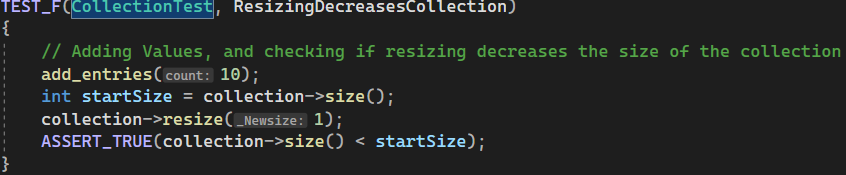 TEST_F(CollectionTest, ResizingDecreasesCollection)
{
// Adding Values, and checking if resizing decreases the size of the collection
add_entries(count: 10);
int startSize = collection->size();
collection->resize(_Newsize: 1);
ASSERT_TRUE(collection->size() < startSize);
}